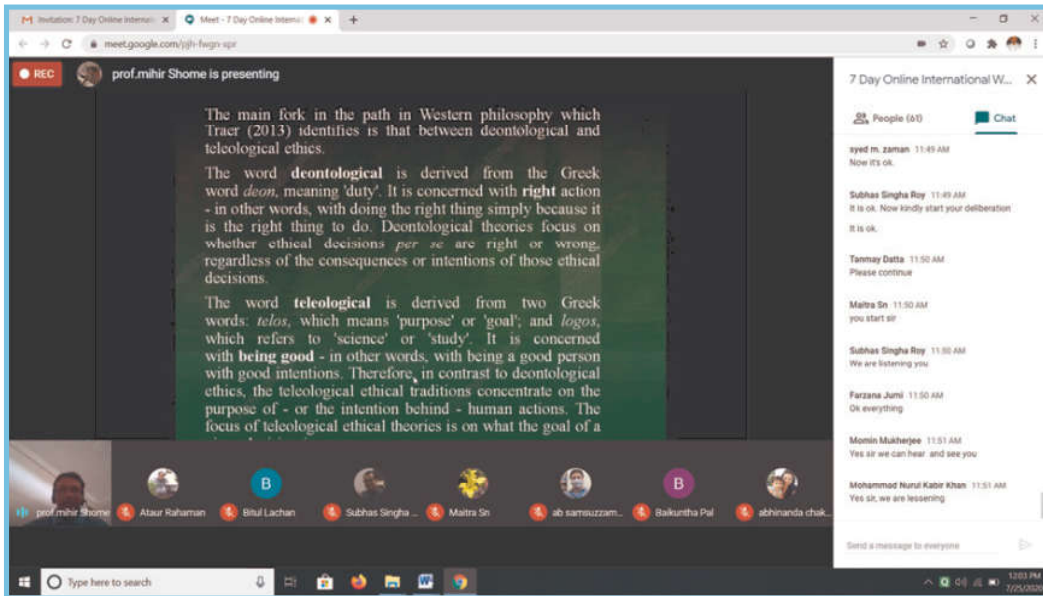 Invitation: 7 Day Online Internati
Meet - 7 Day Online Internat
meet.google.com/pjh-fwgn-spr
REC
prof.mihir Shome is presenting
The main fork in the path in Western philosophy which
Traer (2013) identifies is that between deontological and
teleological ethics.
The word deontological is derived from the Greek
word deon, meaning 'duty'. It is concerned with right action
- in other words, with doing the right thing simply because it
is the right thing to do. Deontological theories focus on
whether ethical decisions per se are right or wrong,
regardless of the consequences or intentions of those ethical
decisions.
The word teleological is derived from two Greek
words: telos, which means 'purpose' or 'goal'; and logos,
which refers to 'science' or 'study'. It is concerned
with being good - in other words, with being a good person
with good intentions. Therefore, in contrast to deontological
ethics, the teleological ethical traditions concentrate on the
purpose of - or the intention behind - human actions. The
focus of teleological ethical theories is on what the goal of a
B
B
prof.mihir Shome
Ataur Rahaman
Bitul Lachan
Subhas Singha ...
Maitra Sn
ab samsuzzam...
Baikuntha Pal
abhinanda chak...
7 Day Online International W...
People (61)
Chat
syed m. zaman 11:49 AM
Now it's ok.
Subhas Singha Roy 11:49 AM
It is ok. Now kindly start your deliberation
It is ok.
Tanmay Datta 11:50 AM
Please continue
Maitra Sn 11:50 AM
you start sir
Subhas Singha Roy 11:50 AM
We are listening you
Farzana Jumi 11:50 AM
Ok everything
Momin Mukherjee 11:51 AM
Yes sir we can hear and see you
Mohammod Nurul Kabir Khan 11:51 AM
Yes sir, we are lessening
Send a message to everyone
Type here to search
12:03 PM
7/25/2020